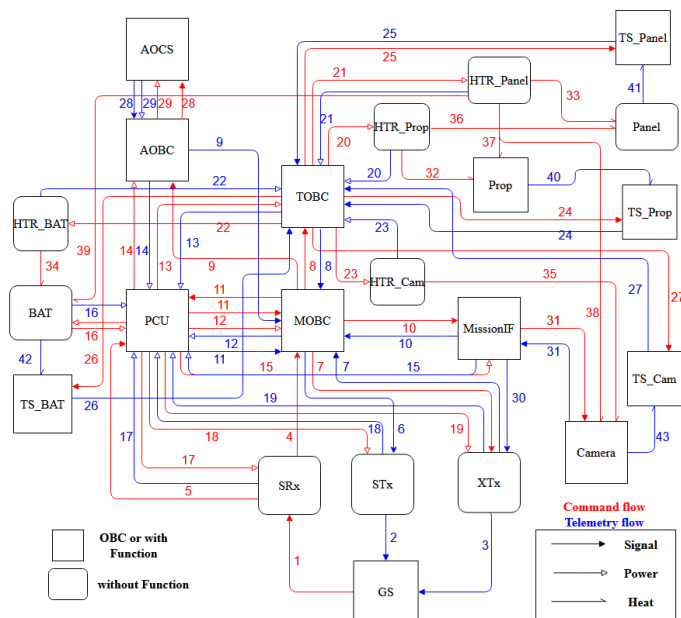 25
TS_Panel
AOCS
25
21
HTR_Panel
41
33
28
29
29
28
9
21
HTR_Prop
36
Panel
20
AOBC
37
22
20
32
Prop
40
TOBC
TS_Prop
HTR_BAT
24
22
23
24
39
14
14
13
13
9
8
8
34
23
HTR_Cam
35
27
27
11
BAT
16
PCU
11
MOBC
10
MissionIF
31
38
12
16
12
10
31
42
26
11
15
7
7
15
TS_Cam
TS_BAT
26
19
30
17
18
4
6
18
19
43
Camera
17
SRx
STx
XTx
5
Command flow
Telemetry flow
OBC or with
Function
2
3
Signal
1
Power
without Function
GS
Heat